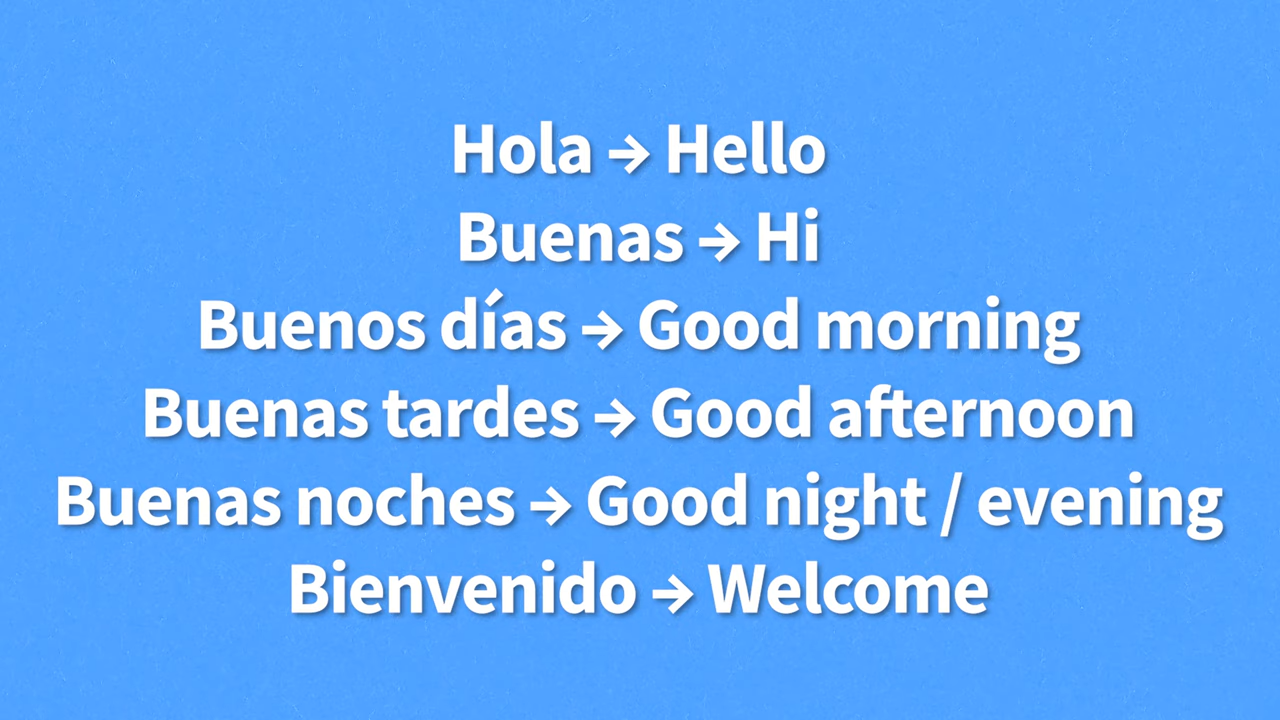 Hola → Hello
Buenas → Hi
Buenos días → Good morning
Buenas tardes → Good afternoon
Buenas noches → Good night / evening
Bienvenido → Welcome